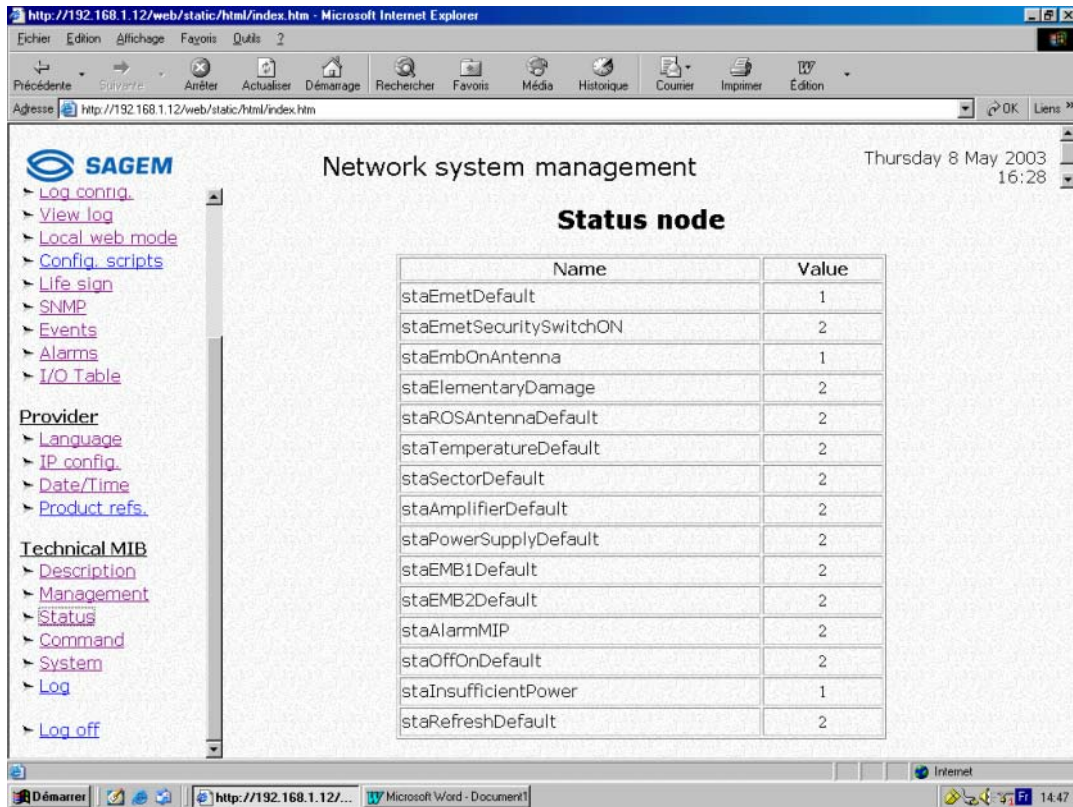 http://192.168.1.12/web/static/html/index.htm - Microsoft Internet Explorer
Fichier Edition Affichage Favoris Outils ?
Précédente Suivante Arrêter Actualiser Démarrage Rechercher Favoris Média Historique Courrier Imprimer Édition
Adresse http://192.168.1.12/web/static/html/index.htm OK Liens »
SAGEM
Network system management
Thursday 8 May 2003
16:28
Log config.
View log
Local web mode
Config. scripts
Life sign
SNMP
Events
Alarms
I/O Table
Provider
Language
IP config.
Date/Time
Product refs.
Technical MIB
Description
Management
Status
Command
System
Log
Log off
Status node
Name Value
staEmetDefault 1
staEmetSecuritySwitchON 2
staEmbOnAntenna 1
staElementaryDamage 2
staROSAntennaDefault 2
staTemperatureDefault 2
staSectorDefault 2
staAmplifierDefault 2
staPowerSupplyDefault 2
staEMB1Default 2
staEMB2Default 2
staAlarmMIP 2
staOffOnDefault 2
staInsufficientPower 1
staRefreshDefault 2
Internet
Démarrer http://192.168.1.12/... Microsoft Word - Document1 Fr 14:47